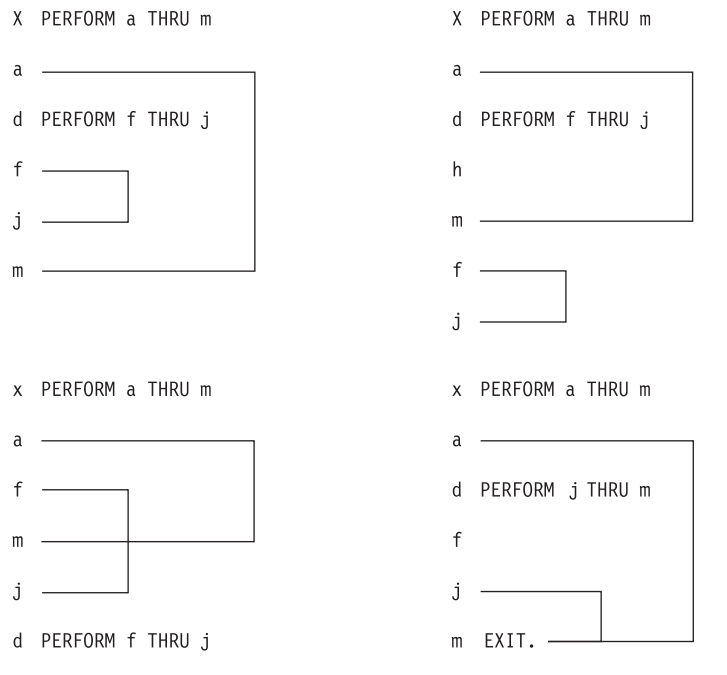 X PERFORM a THRU m
a
d PERFORM f THRU j
f
j
m
X PERFORM a THRU m
a
d PERFORM f THRU j
h
m
f
j
x PERFORM a THRU m
a
f
m
j
d PERFORM f THRU j
x PERFORM a THRU m
a
d PERFORM j THRU m
f
j
m EXIT.